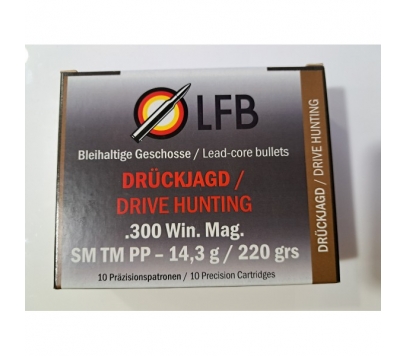 LFB
Bleihaltige Geschosse / Lead-core bullets
DRÜCKJAGD /
DRIVE HUNTING
.300 Win. Mag.
SM TM PP – 14,3 g / 220 grs
10 Präzisionspatronen – 10 Precision Cartridges
DRÜCKJAGD / DRIVE HUNTING